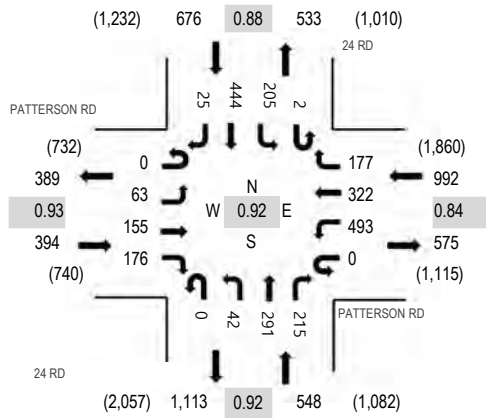 (1,232) 676 0.88 533 (1,010)
24 RD
25 444 205 2
PATTERSON RD
(732) (1,860)
0 177
389 992
63 N 322
0.93 W 0.92 E 0.84
155 493
394 S 575
176 0
(740) (1,115)
0 42 291 215
PATTERSON RD
24 RD
(2,057) 1,113 0.92 548 (1,082)